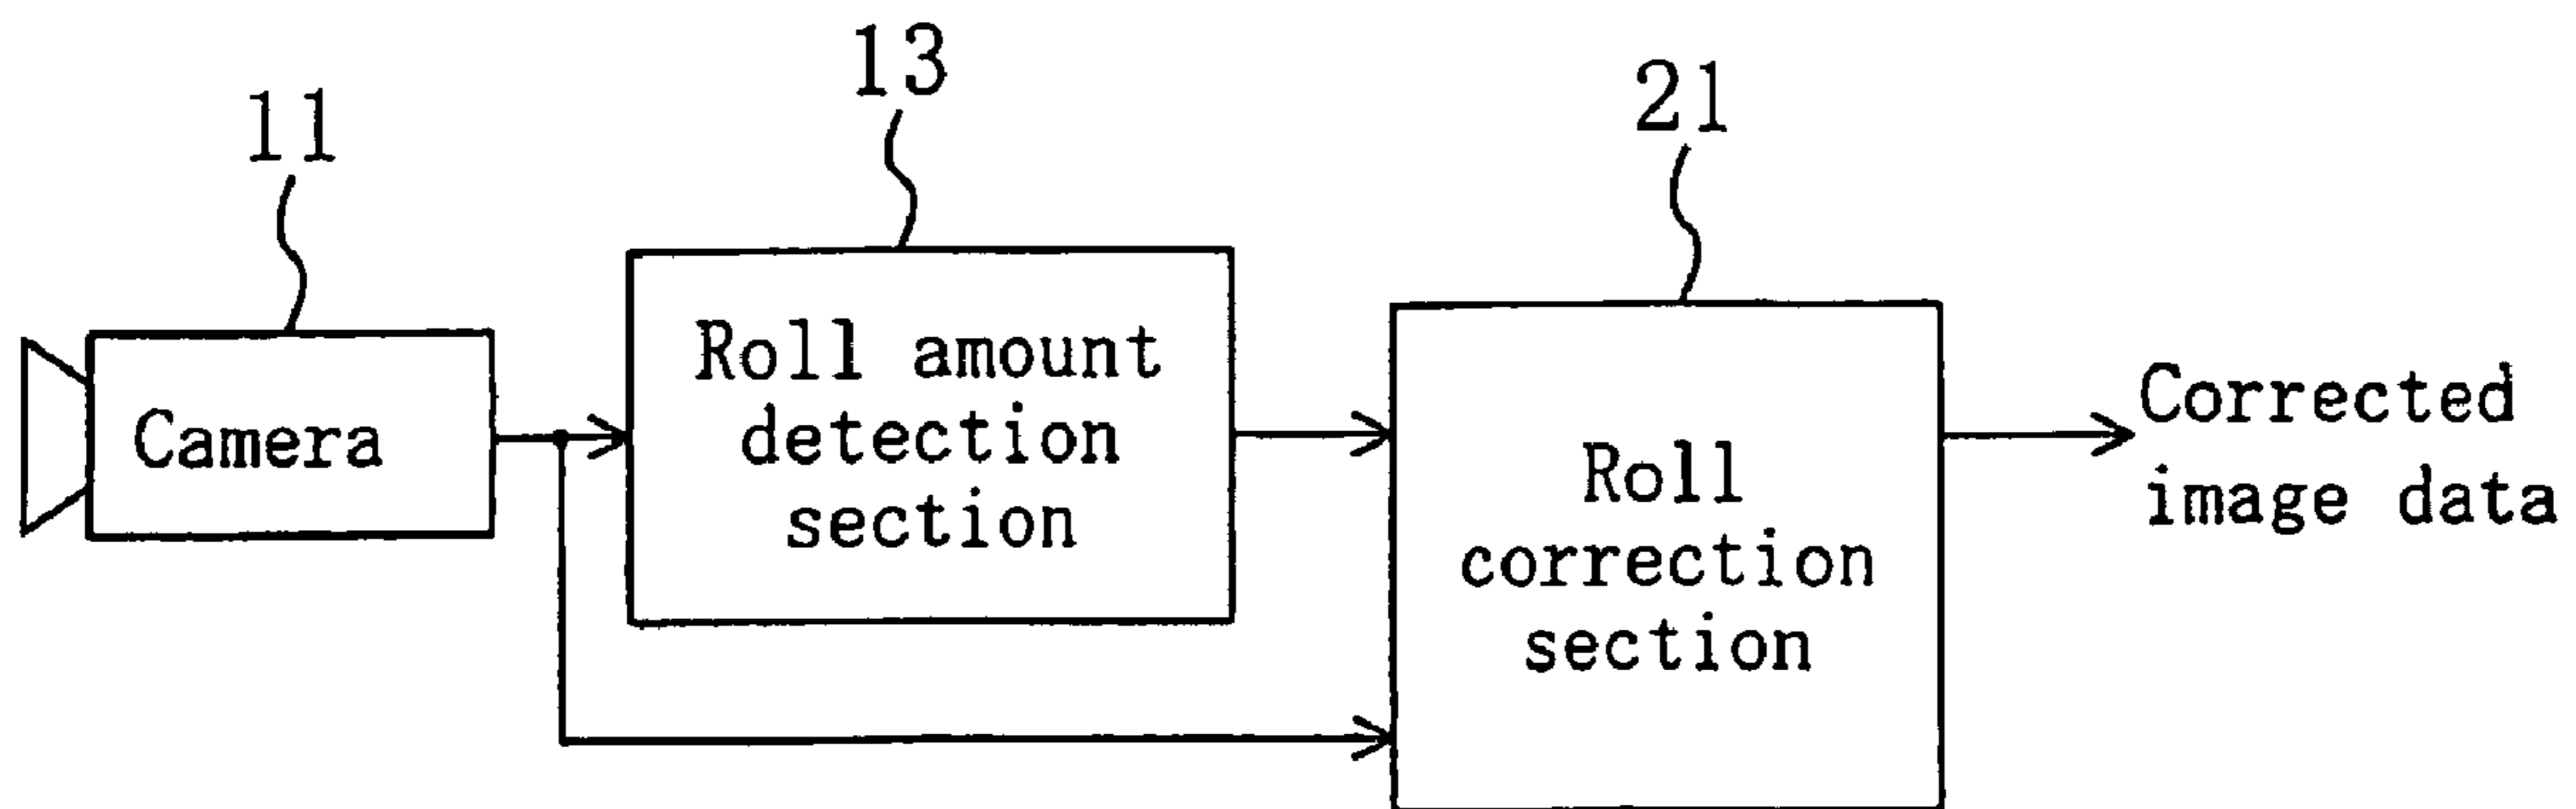 11
13
21
Camera
Roll amount
detection
section
Roll
correction
section
Corrected
image data